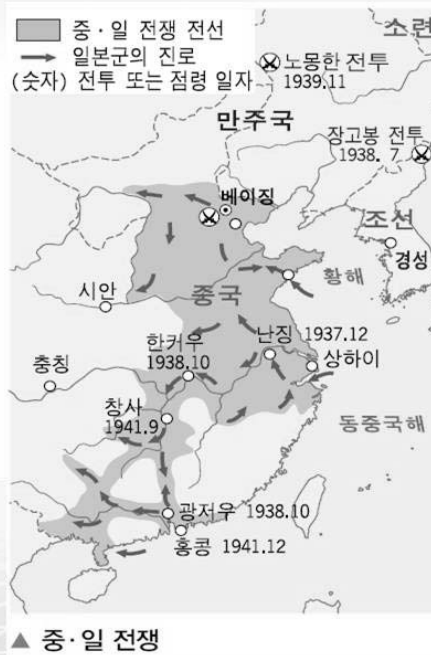 중·일 전쟁 전선
일본군의 진로
(숫자) 전투 또는 점령 일자
소련
노몽한 전투
1939.11
만주국
장고봉 전투
1938. 7
베이징
조선
경성
황해
시안
중국
한커우
1938.10
난징 1937.12
상하이
충칭
창사
1941.9
동중국해
광저우 1938.10
홍콩 1941.12
▲ 중·일 전쟁